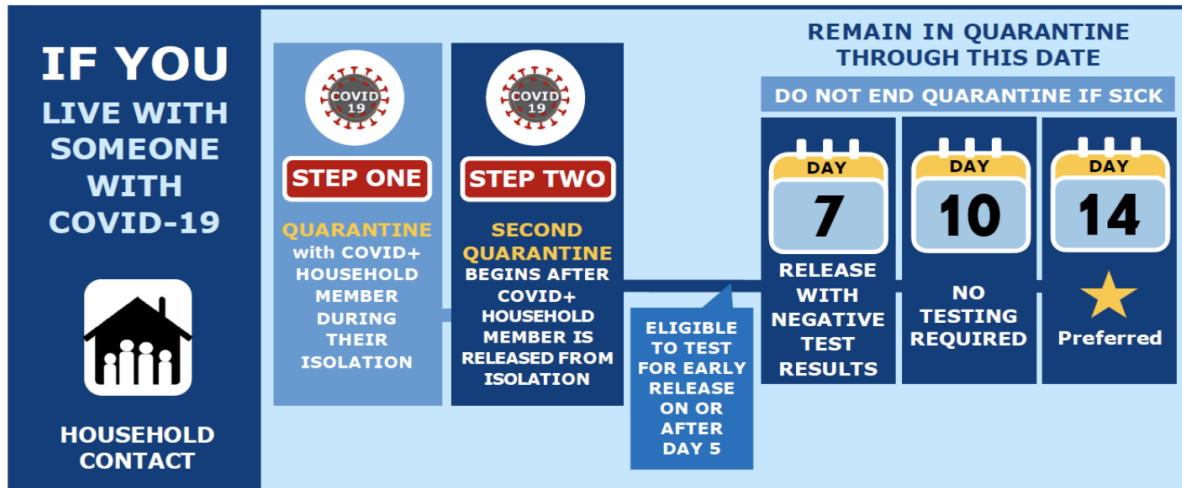 IF YOU
LIVE WITH
SOMEONE
WITH
COVID-19
HOUSEHOLD
CONTACT
COVID
19
STEP ONE
QUARANTINE
with COVID+
HOUSEHOLD
MEMBER
DURING
THEIR
ISOLATION
COVID
19
STEP TWO
SECOND
QUARANTINE
BEGINS AFTER
COVID+
HOUSEHOLD
MEMBER IS
RELEASED FROM
ISOLATION
ELIGIBLE
TO TEST
FOR EARLY
RELEASE
ON OR
AFTER
DAY 5
REMAIN IN QUARANTINE
THROUGH THIS DATE
DO NOT END QUARANTINE IF SICK
DAY
7
RELEASE
WITH
NEGATIVE
TEST
RESULTS
DAY
10
NO
TESTING
REQUIRED
DAY
14
Preferred